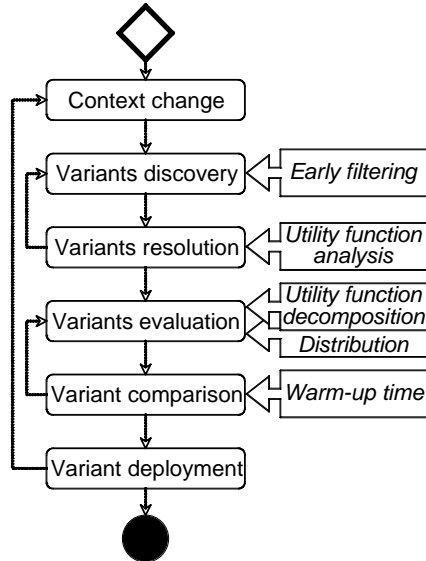 Context change
Variants discovery
Early filtering
Variants resolution
Utility function
analysis
Variants evaluation
Utility function
decomposition
Distribution
Variant comparison
Warm-up time
Variant deployment